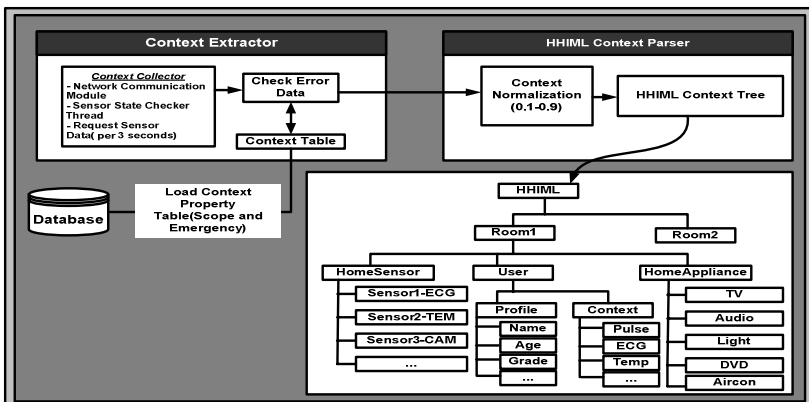 Context Extractor
Context Collector
- Network Communication
Module
- Sensor State Checker
Thread
- Request Sensor
Data( per 3 seconds)
Check Error
Data
Context Table
HHIML Context Parser
Context
Normalization
(0.1-0.9)
HHIML Context Tree
Database
Load Context
Property
Table(Scope and
Emergency)
HHIML
Room1
Room2
HomeSensor
User
HomeAppliance
Sensor1-ECG
Sensor2-TEM
Sensor3-CAM
...
Profile
Name
Age
Grade
...
Context
Pulse
ECG
Temp
...
TV
Audio
Light
DVD
Aircon